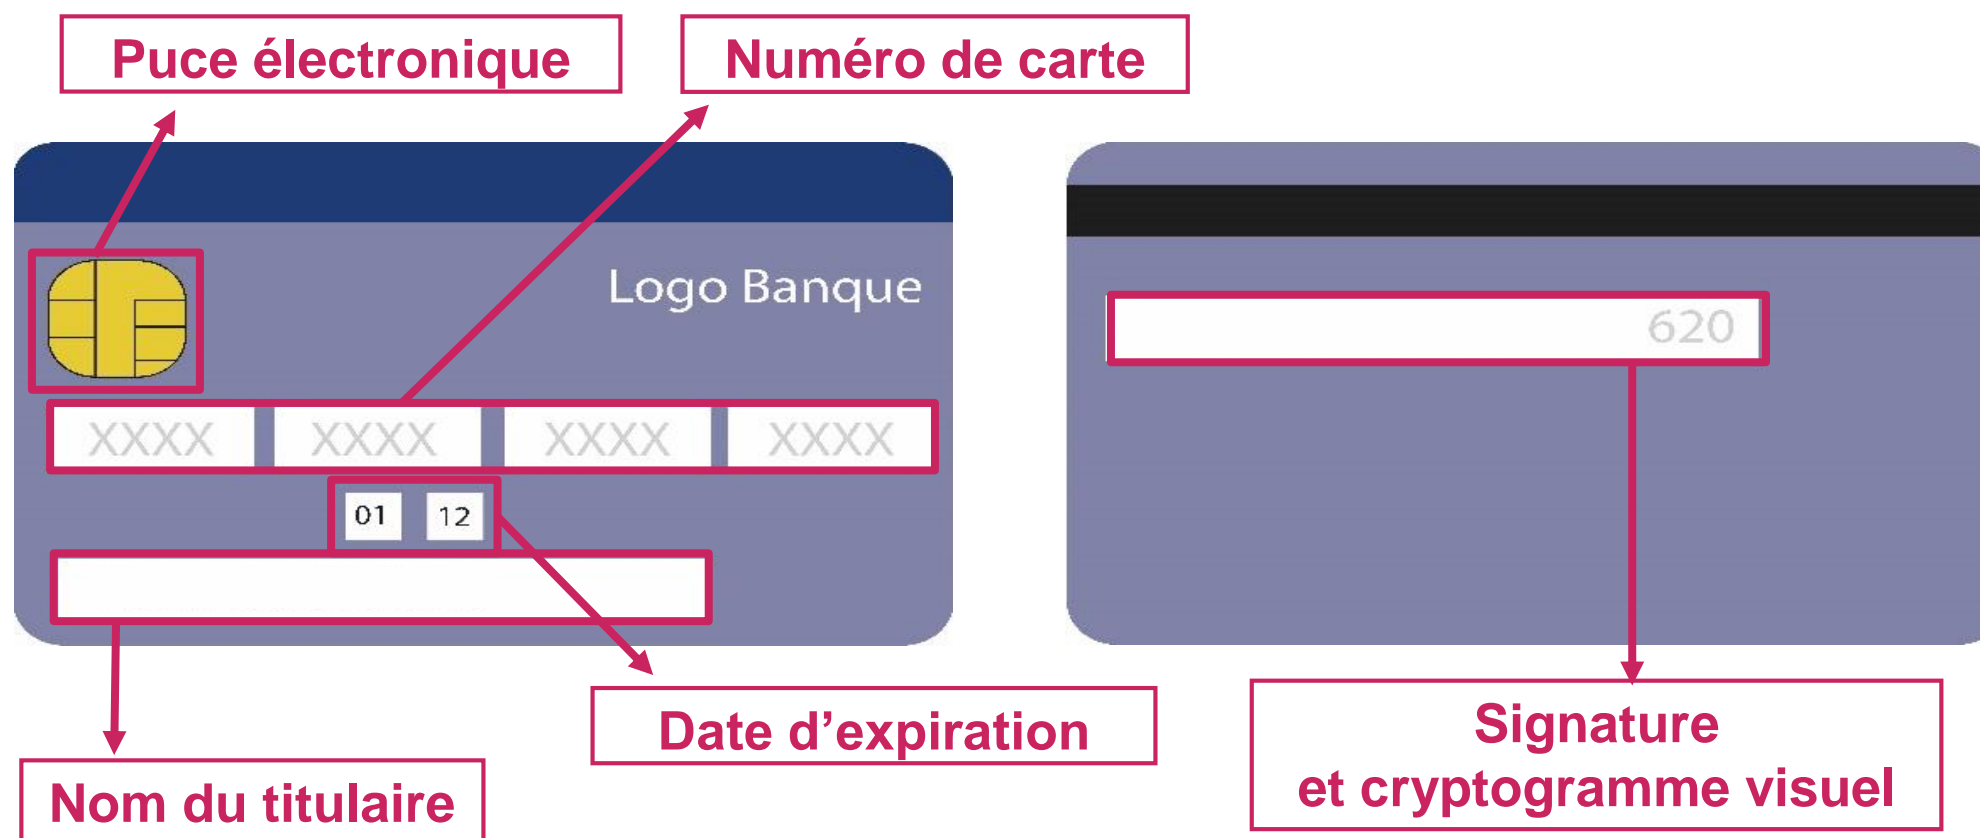 Puce électronique
Numéro de carte
Logo Banque
620
XXXX XXXX XXXX XXXX
01 12
Date d’expiration
Signature
et cryptogramme visuel
Nom du titulaire